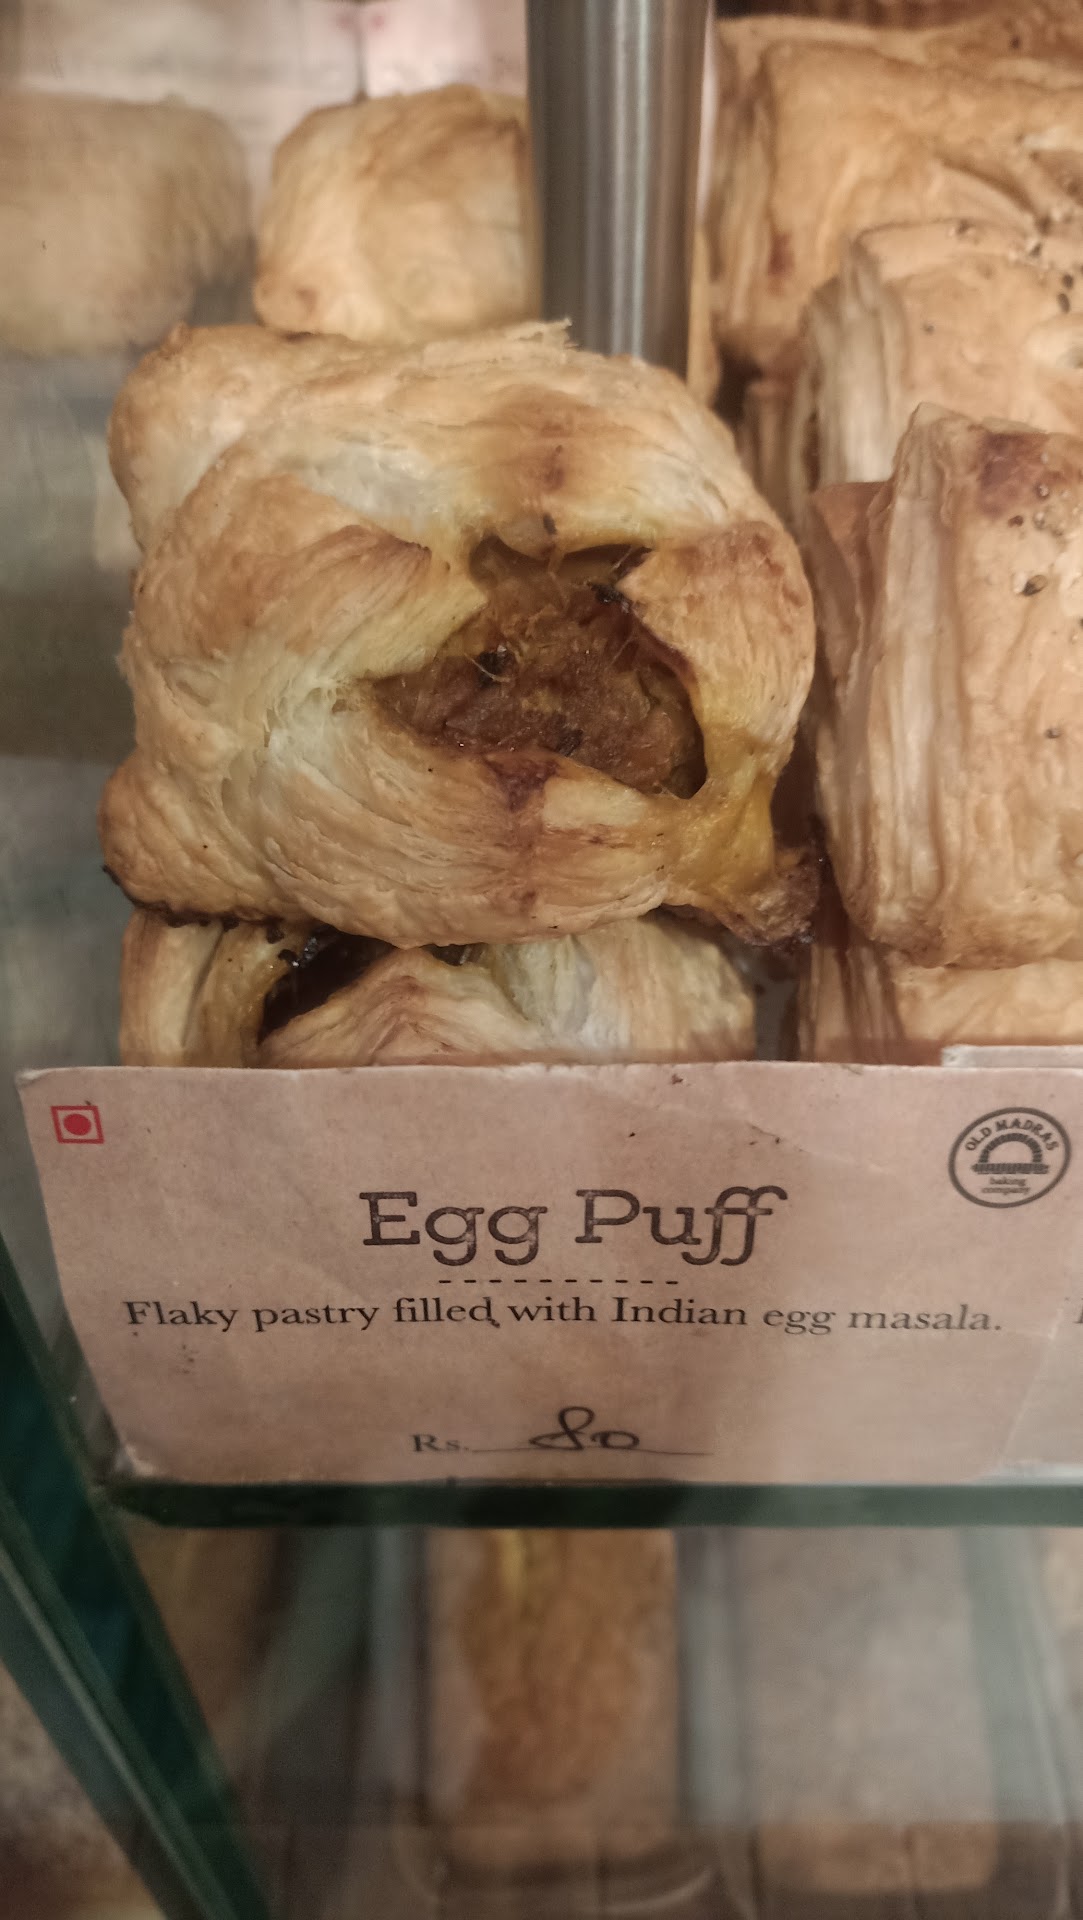 OLD MADRAS
baking
company
Egg Puff
Flaky pastry filled with Indian egg masala.
Rs. 80